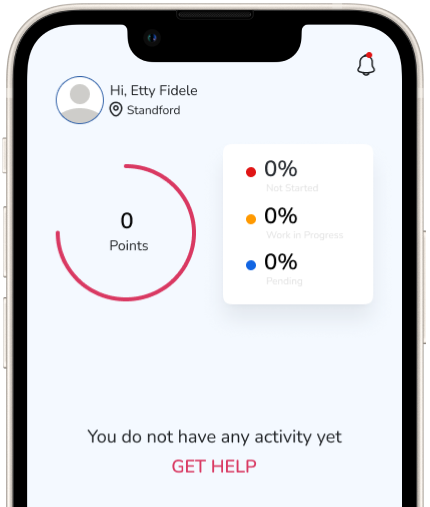 Hi, Etty Fidele
Standford
0
Points
0%
Not Started
0%
Work in Progress
0%
Pending
You do not have any activity yet
GET HELP